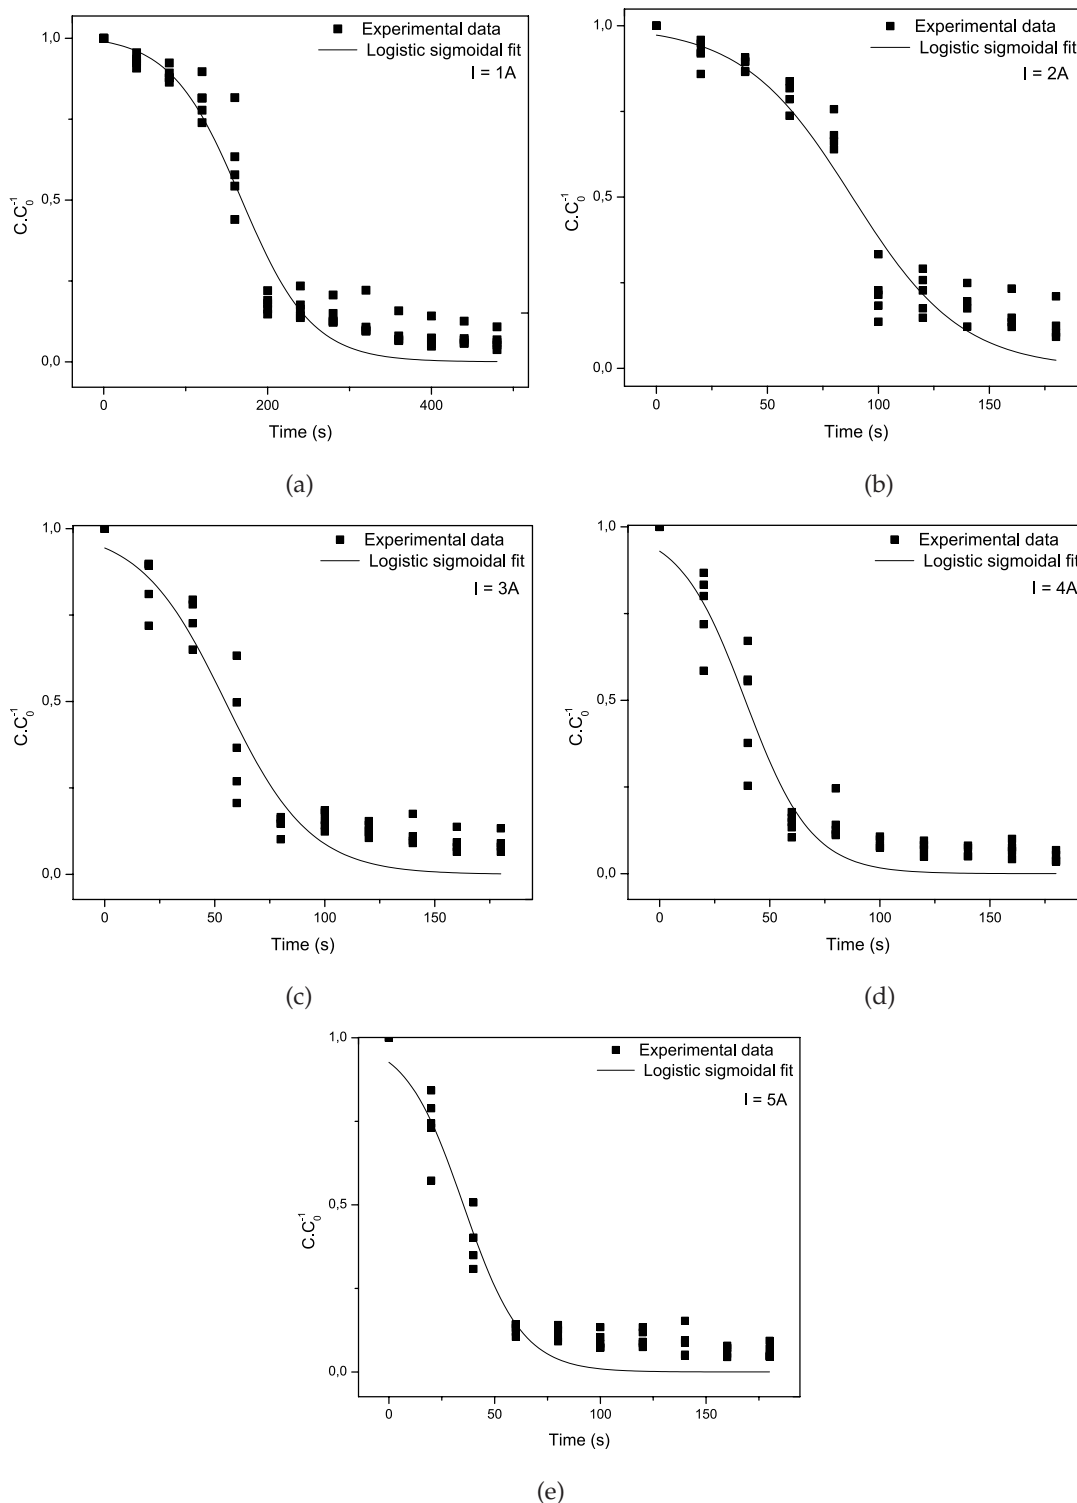 Experimental data
Logistic sigmoidal fit
I = 1A
1,0
0,5
0,0
C.C₀⁻¹
0
200
400
Time (s)
(a)
Experimental data
Logistic sigmoidal fit
I = 2A
1,0
0,5
0,0
C.C₀⁻¹
0
50
100
150
Time (s)
(b)
Experimental data
Logistic sigmoidal fit
I = 3A
1,0
0,5
0,0
C.C₀⁻¹
0
50
100
150
Time (s)
(c)
Experimental data
Logistic sigmoidal fit
I = 4A
1,0
0,5
0,0
C.C₀⁻¹
0
50
100
150
Time (s)
(d)
Experimental data
Logistic sigmoidal fit
I = 5A
1,0
0,5
0,0
C.C₀⁻¹
0
50
100
150
Time (s)
(e)